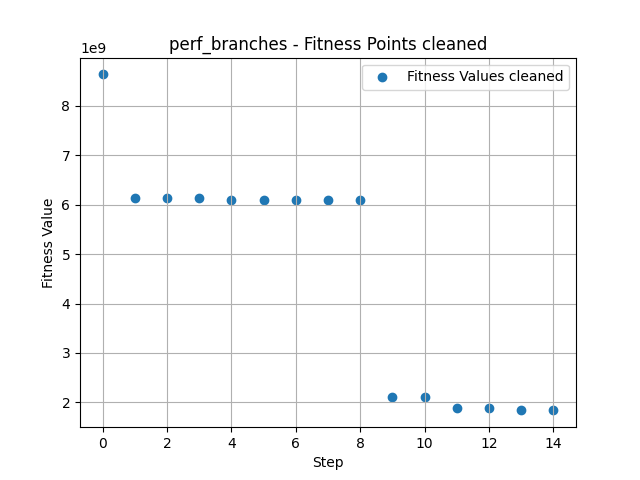 perf_branches - Fitness Points cleaned
1e9
Fitness Values cleaned
8
7
6
5
4
3
2
Fitness Value
0 2 4 6 8 10 12 14
Step